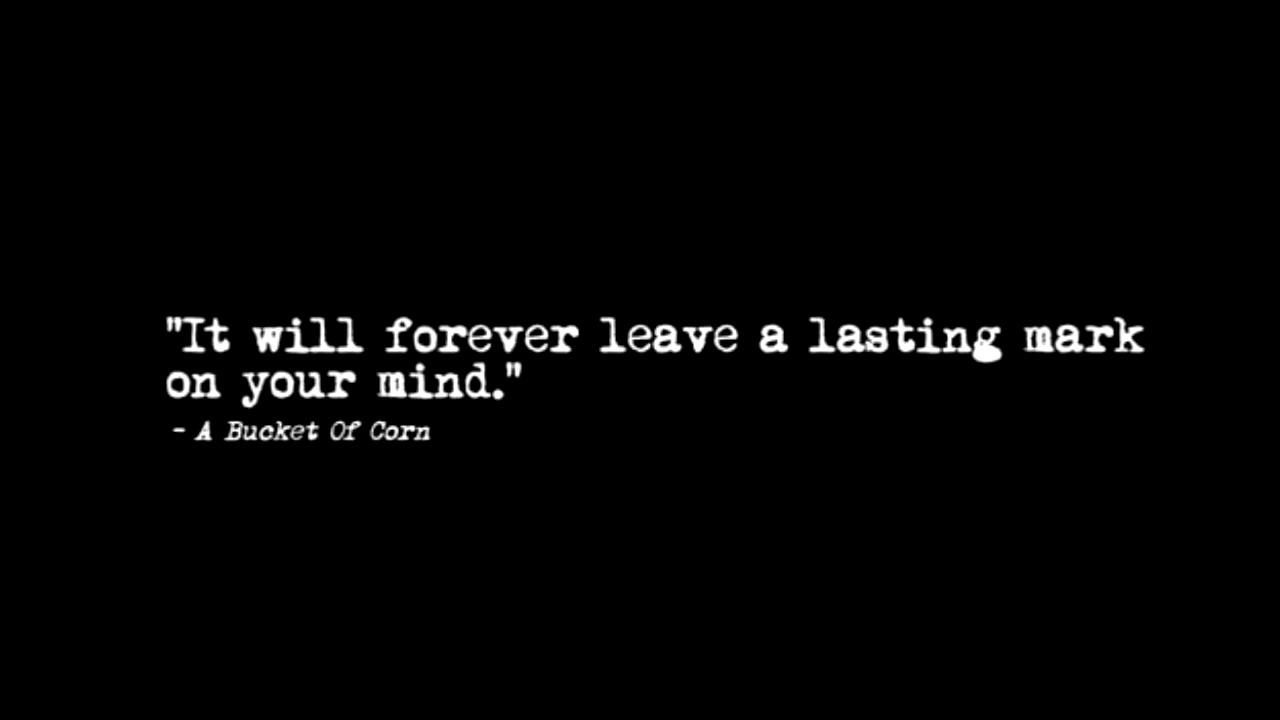 "It will forever leave a lasting mark
on your mind."
- A Bucket Of Corn